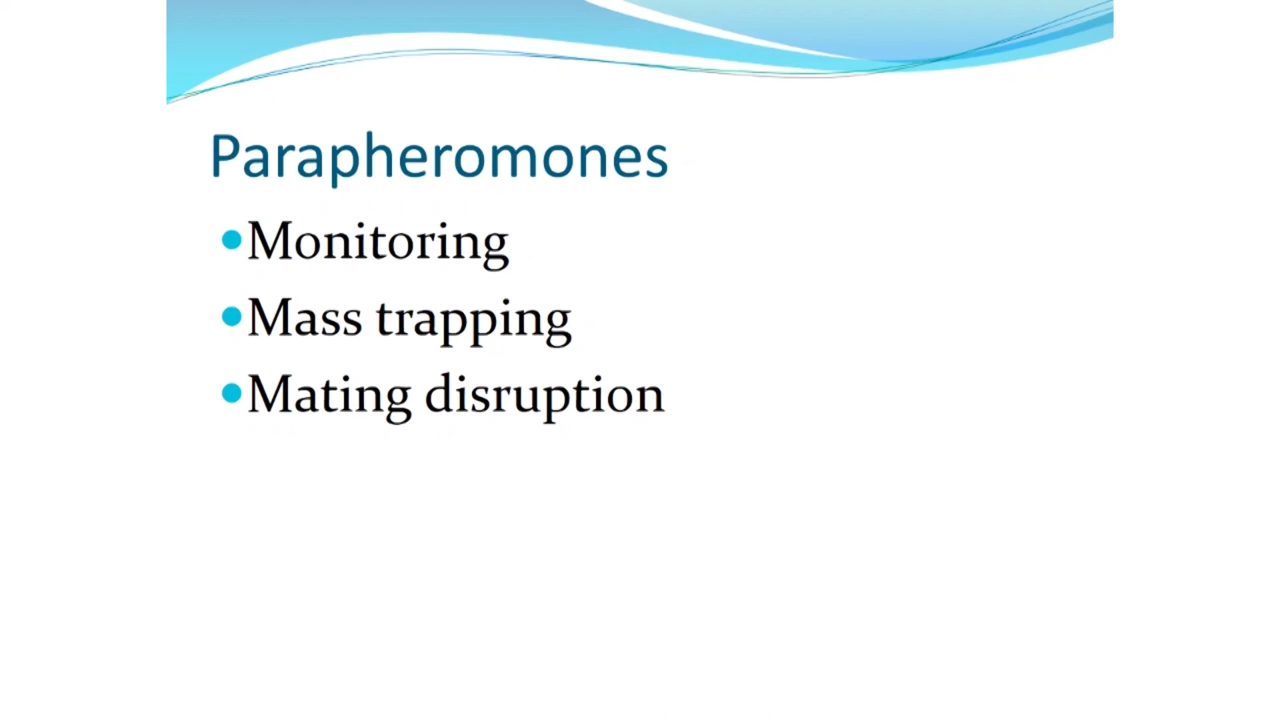 Parapheromones
•Monitoring
•Mass trapping
•Mating disruption